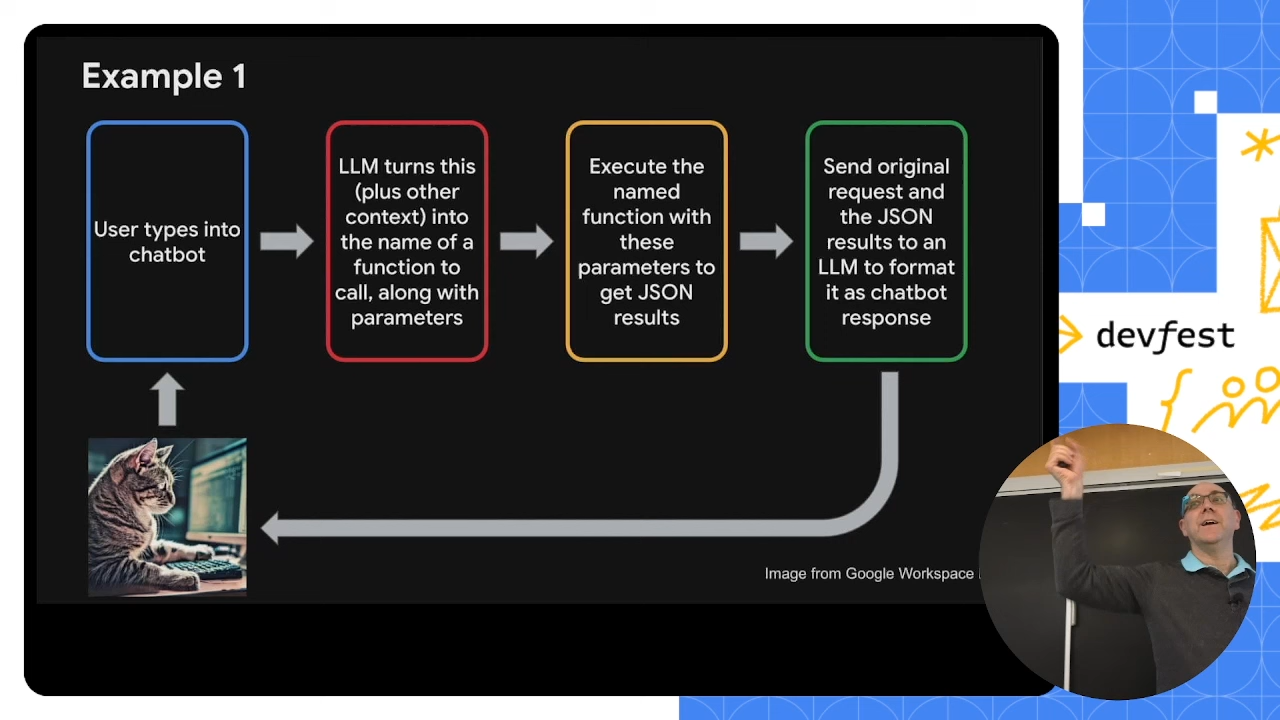 Example 1
User types into
chatbot
LLM turns this
(plus other
context) into
the name of a
function to
call, along with
parameters
Execute the
named
function with
these
parameters to
get JSON
results
Send original
request and
the JSON
results to an
LLM to format
it as chatbot
response
Image from Google Workspace
devfest